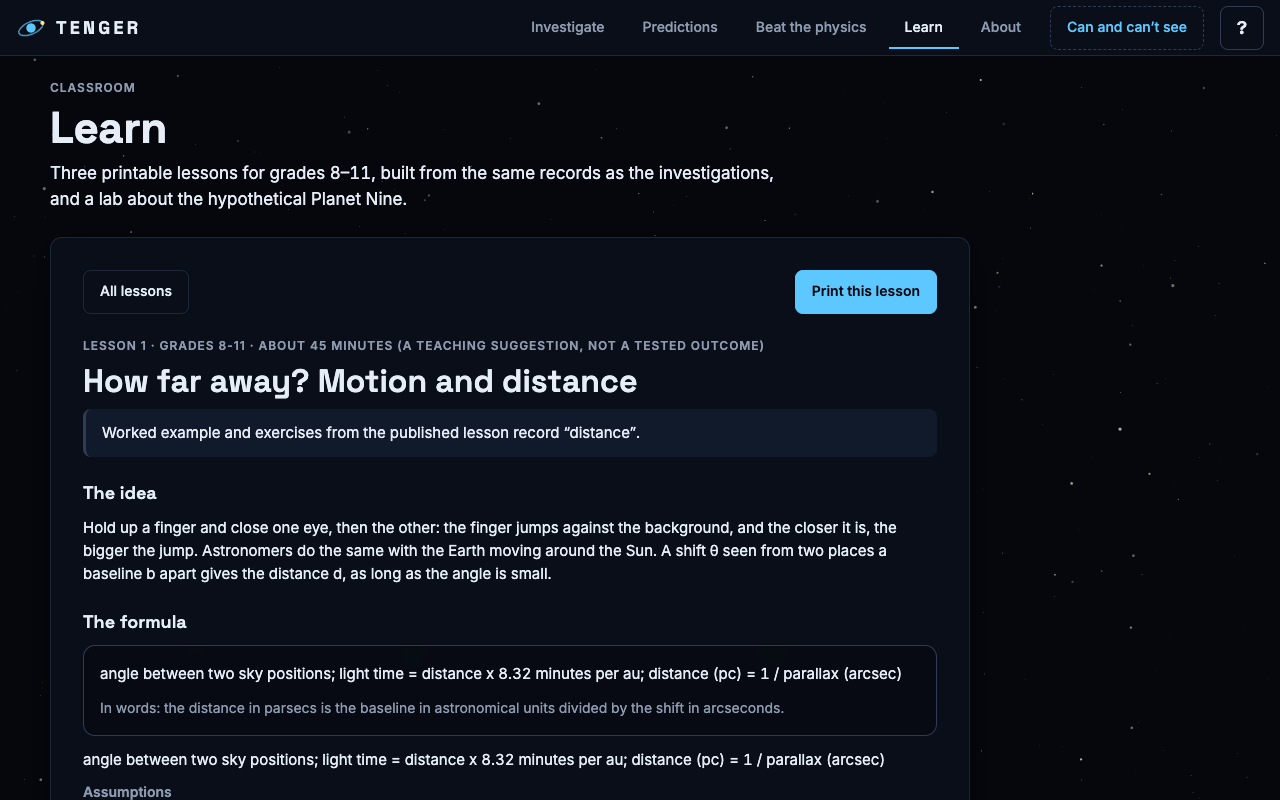 TENGER
Investigate
Predictions
Beat the physics
Learn
About
Can and can’t see
?
CLASSROOM
Learn
Three printable lessons for grades 8–11, built from the same records as the investigations,
and a lab about the hypothetical Planet Nine.
All lessons
Print this lesson
LESSON 1 · GRADES 8-11 · ABOUT 45 MINUTES (A TEACHING SUGGESTION, NOT A TESTED OUTCOME)
How far away? Motion and distance
Worked example and exercises from the published lesson record “distance”.
The idea
Hold up a finger and close one eye, then the other: the finger jumps against the background, and the closer it is, the
bigger the jump. Astronomers do the same with the Earth moving around the Sun. A shift θ seen from two places a
baseline b apart gives the distance d, as long as the angle is small.
The formula
angle between two sky positions; light time = distance x 8.32 minutes per au; distance (pc) = 1 / parallax (arcsec)
In words: the distance in parsecs is the baseline in astronomical units divided by the shift in arcseconds.
angle between two sky positions; light time = distance x 8.32 minutes per au; distance (pc) = 1 / parallax (arcsec)
Assumptions